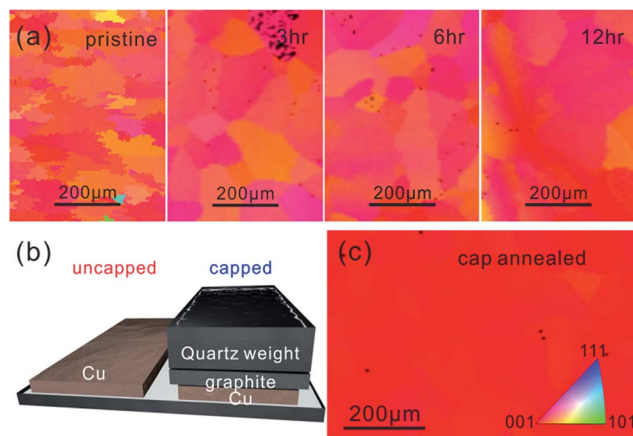 (a) pristine 3hr 6hr 12hr
200μm 200μm 200μm 200μm
(b) uncapped capped
Quartz weight
graphite
Cu
Cu
(c) cap annealed
111
200μm 001 101